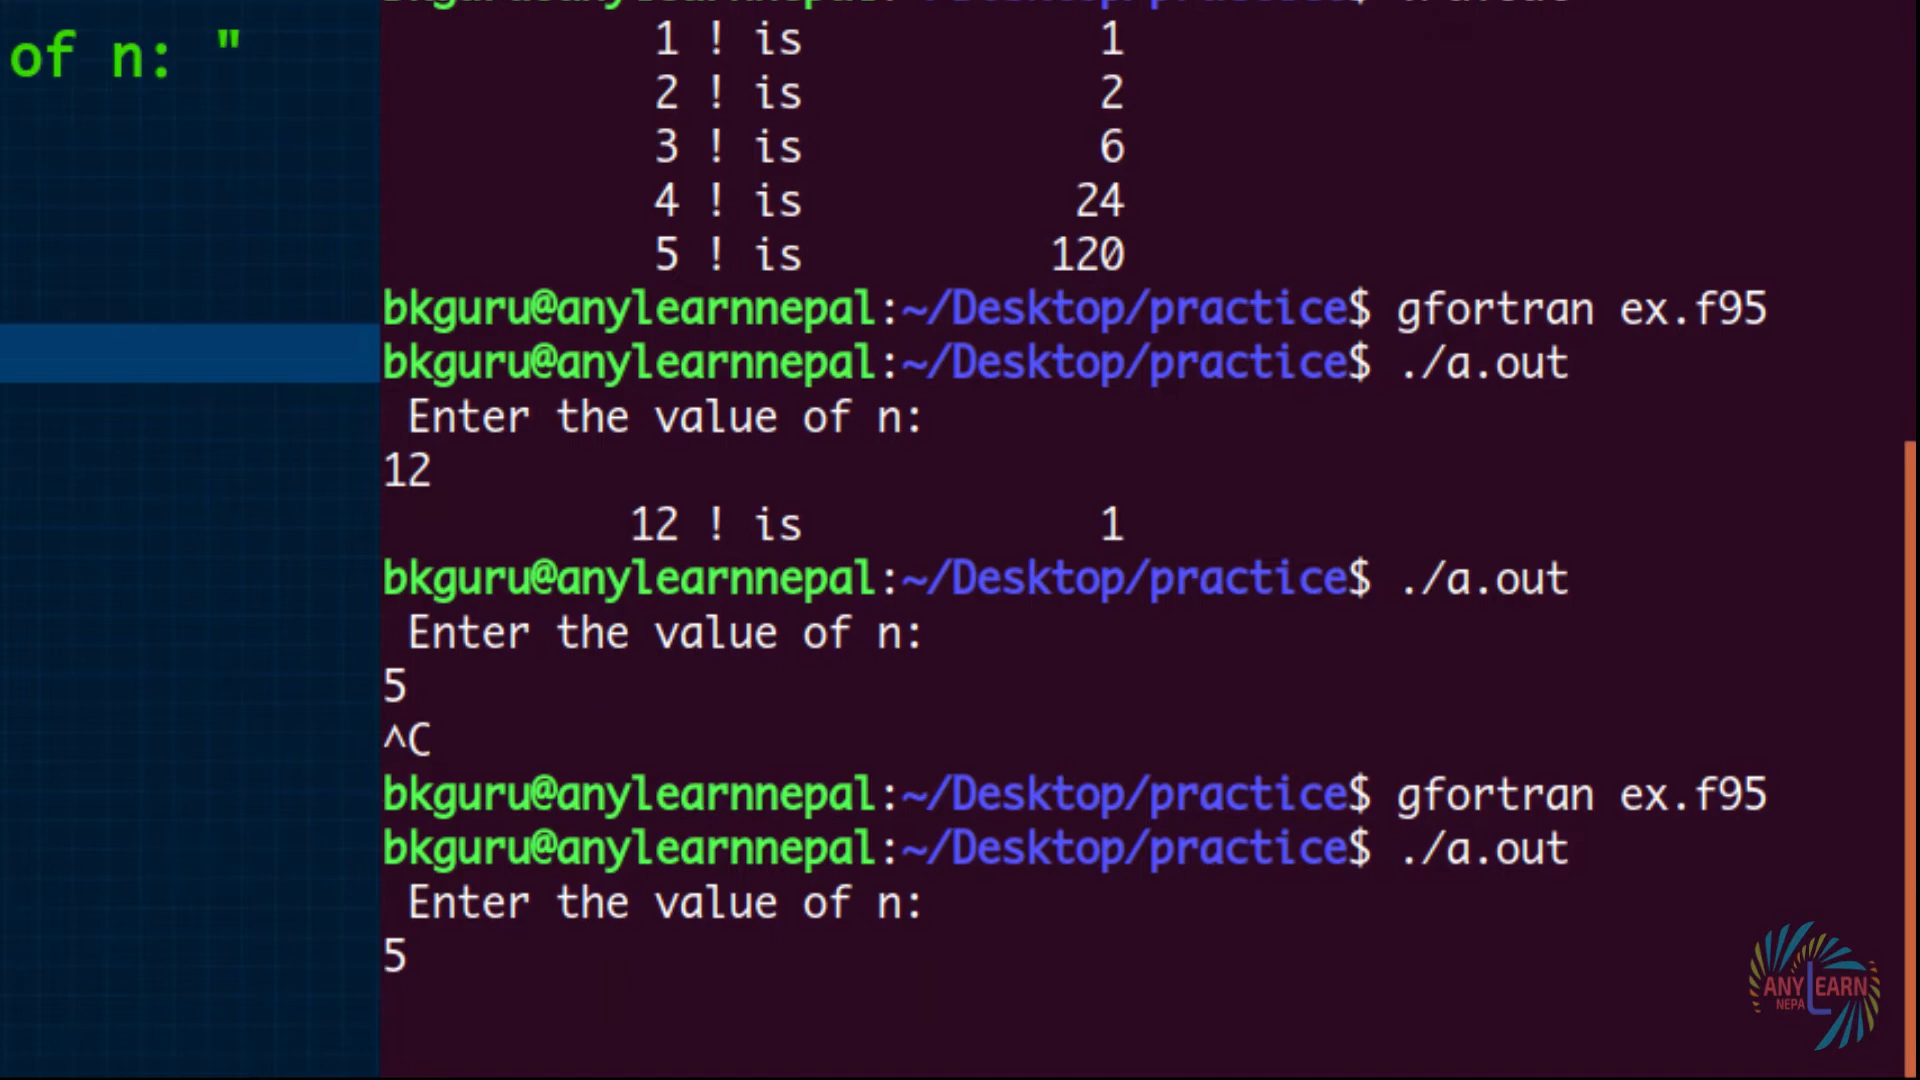 of n: "
1 ! is 1
2 ! is 2
3 ! is 6
4 ! is 24
5 ! is 120
bkguru@anylearnnepal:~/Desktop/practice$ gfortran ex.f95
bkguru@anylearnnepal:~/Desktop/practice$ ./a.out
Enter the value of n:
12
12 ! is 1
bkguru@anylearnnepal:~/Desktop/practice$ ./a.out
Enter the value of n:
5
^C
bkguru@anylearnnepal:~/Desktop/practice$ gfortran ex.f95
bkguru@anylearnnepal:~/Desktop/practice$ ./a.out
Enter the value of n:
5
ANY LEARN
NEPAL